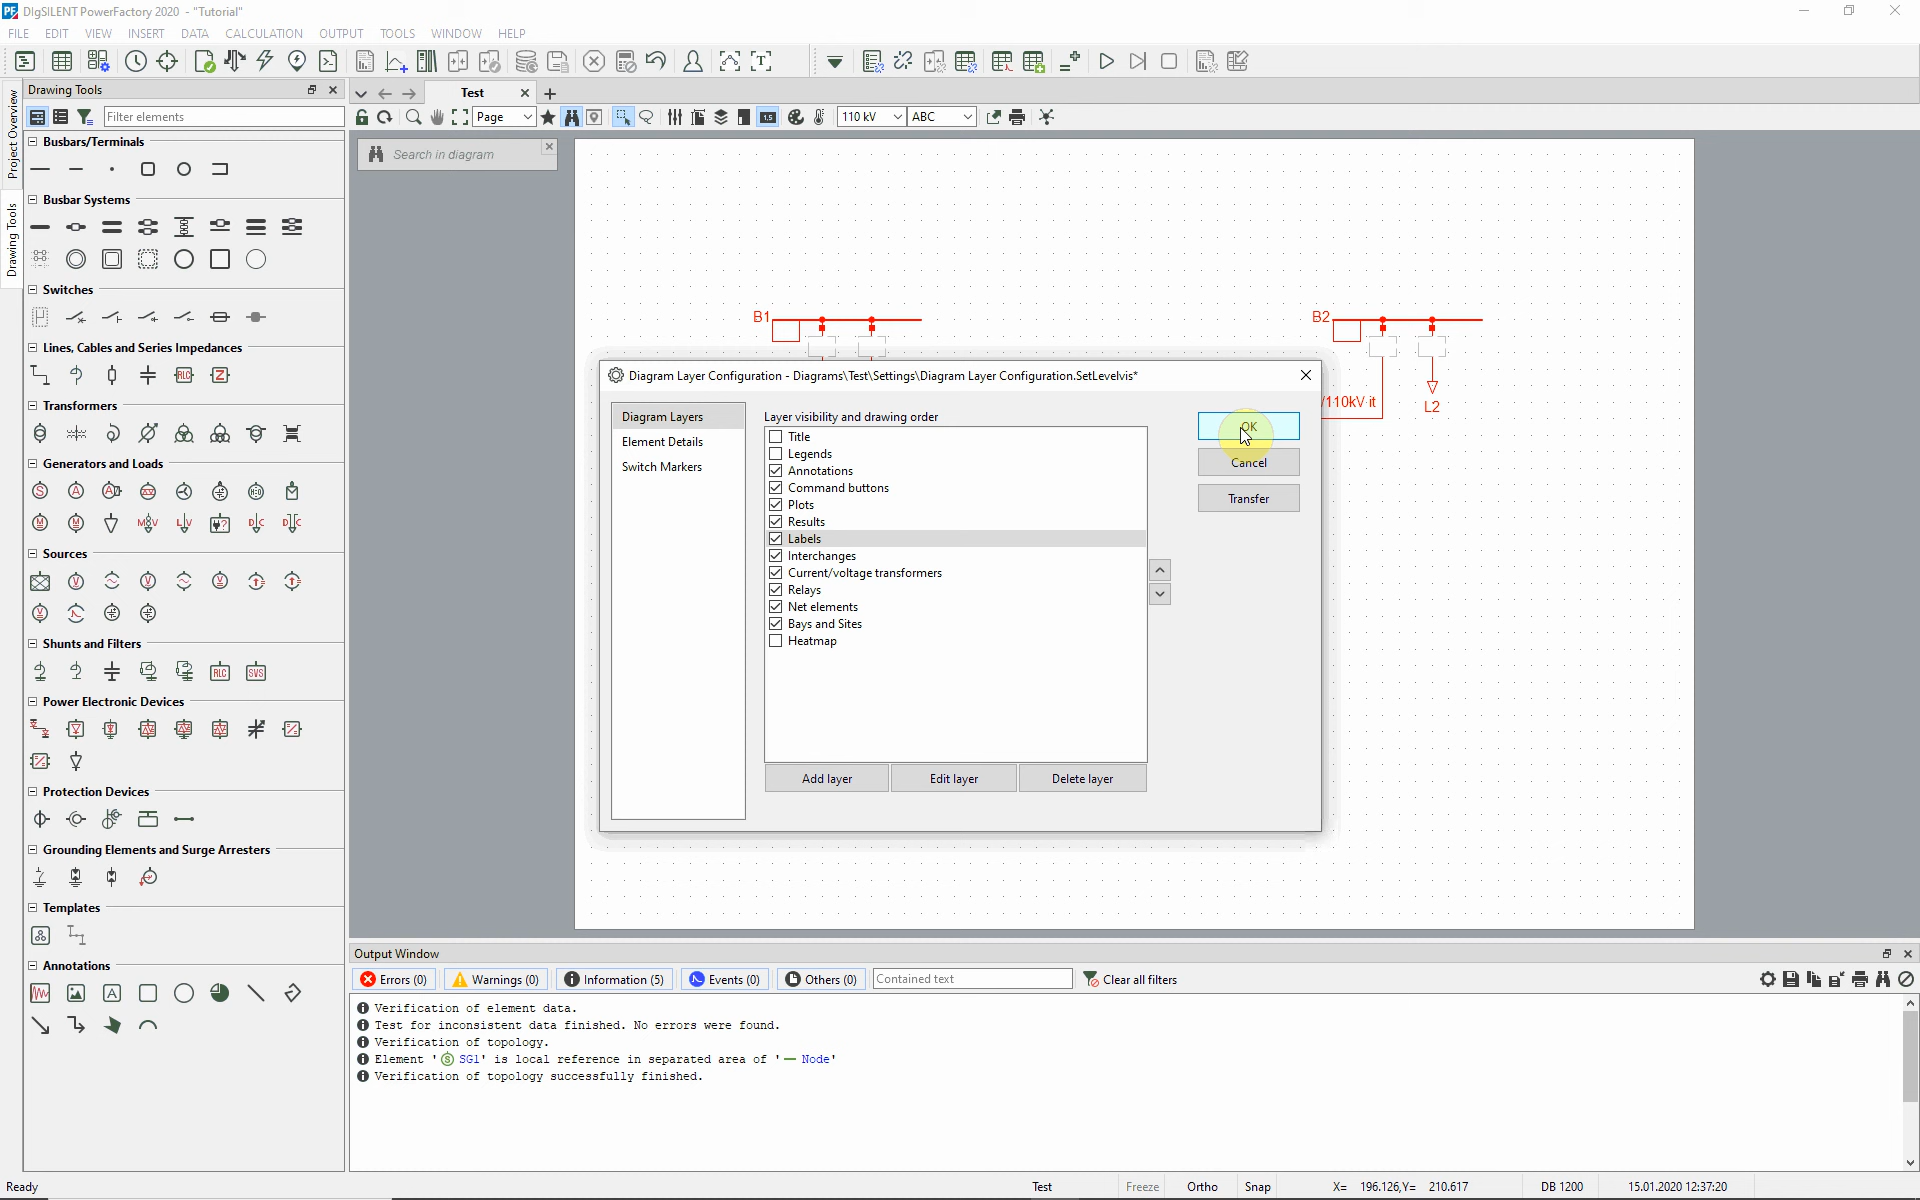 DIgSILENT PowerFactory 2020 - "Tutorial"
FILE EDIT VIEW INSERT DATA CALCULATION OUTPUT TOOLS WINDOW HELP
Drawing Tools
Test
Filter elements
Page
1.5
110 kV
ABC
Project Overview
Drawing Tools
Search in diagram
Busbars/Terminals
Busbar Systems
Switches
Lines, Cables and Series Impedances
RLC
Z
Transformers
Generators and Loads
Sources
Shunts and Filters
RLC
SVS
Power Electronic Devices
Protection Devices
Grounding Elements and Surge Arresters
Templates
Annotations
B1
B2
/110kV it
L2
Diagram Layer Configuration - Diagrams\Test\Settings\Diagram Layer Configuration.SetLevelvis*
Diagram Layers
Element Details
Switch Markers
Layer visibility and drawing order
Title
Legends
Annotations
Command buttons
Plots
Results
Labels
Interchanges
Current/voltage transformers
Relays
Net elements
Bays and Sites
Heatmap
Add layer
Edit layer
Delete layer
OK
Cancel
Transfer
Output Window
Errors (0)
Warnings (0)
Information (5)
Events (0)
Others (0)
Contained text
Clear all filters
Verification of element data.
Test for inconsistent data finished. No errors were found.
Verification of topology.
Element 'SG1' is local reference in separated area of 'Node'
Verification of topology successfully finished.
Ready
Test
Freeze
Ortho
Snap
X= 196.126,Y= 210.617
DB 1200
15.01.2020 12:37:20